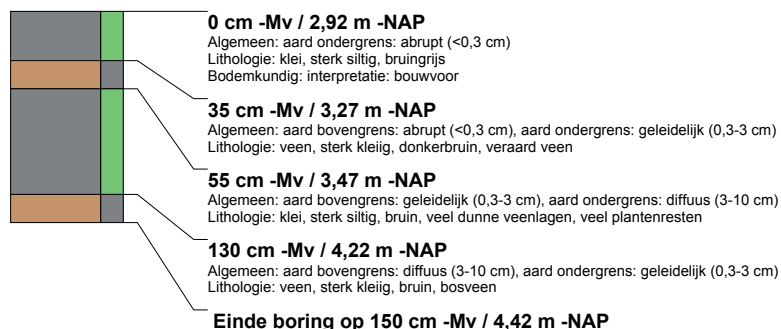 0 cm -Mv / 2,92 m -NAP
Algemeen: aard ondergrens: abrupt (<0,3 cm)
Lithologie: klei, sterk siltig, bruingrijs
Bodemkundig: interpretatie: bouwvoor
35 cm -Mv / 3,27 m -NAP
Algemeen: aard bovengrens: abrupt (<0,3 cm), aard ondergrens: geleidelijk (0,3-3 cm)
Lithologie: veen, sterk kleiig, donkerbruin, veraard veen
55 cm -Mv / 3,47 m -NAP
Algemeen: aard bovengrens: geleidelijk (0,3-3 cm), aard ondergrens: diffuus (3-10 cm)
Lithologie: klei, sterk siltig, bruin, veel dunne veenlagen, veel plantenresten
130 cm -Mv / 4,22 m -NAP
Algemeen: aard bovengrens: diffuus (3-10 cm), aard ondergrens: geleidelijk (0,3-3 cm)
Lithologie: veen, sterk kleiig, bruin, bosveen
Einde boring op 150 cm -Mv / 4,42 m -NAP